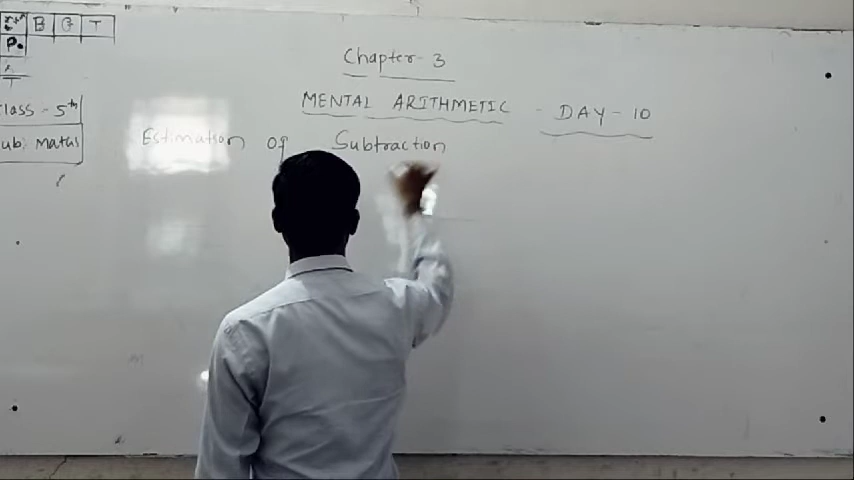 B G T
P.
Chapter-3
MENTAL ARITHMETIC - DAY-10
Class-5th
Sub: Maths
Estimation of Subtraction